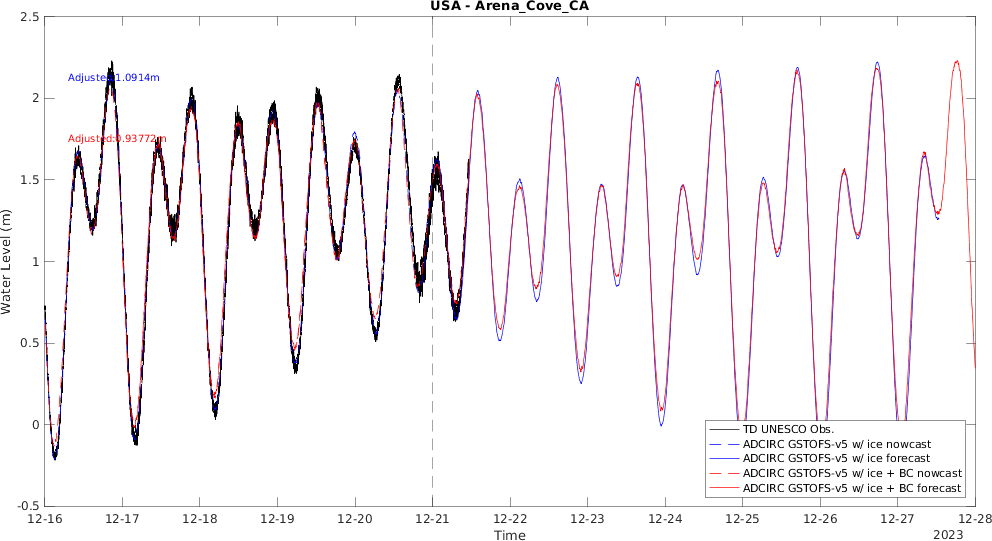 USA - Arena_Cove_CA
2.5
2
1.5
1
0.5
0
-0.5
Water Level (m)
Adjusted:1.0914m
Adjusted:0.93772m
TD UNESCO Obs.
ADCIRC GSTOFS-v5 w/ ice nowcast
ADCIRC GSTOFS-v5 w/ ice forecast
ADCIRC GSTOFS-v5 w/ ice + BC nowcast
ADCIRC GSTOFS-v5 w/ ice + BC forecast
12-16 12-17 12-18 12-19 12-20 12-21 12-22 12-23 12-24 12-25 12-26 12-27 12-28
Time
2023